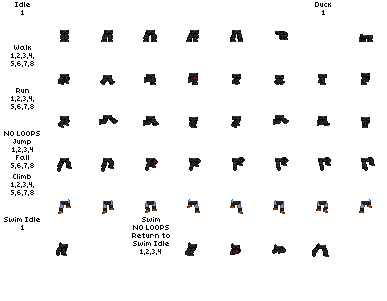 Idle
1
Duck
1
Walk
1,2,3,4,
5,6,7,8
Run
1,2,3,4,
5,6,7,8
NO LOOPS
Jump
1,2,3,4
Fall
5,6,7,8
Climb
1,2,3,4,
5,6,7,8
Swim Idle
1
Swim
NO LOOPS
Return to
Swim Idle
1,2,3,4